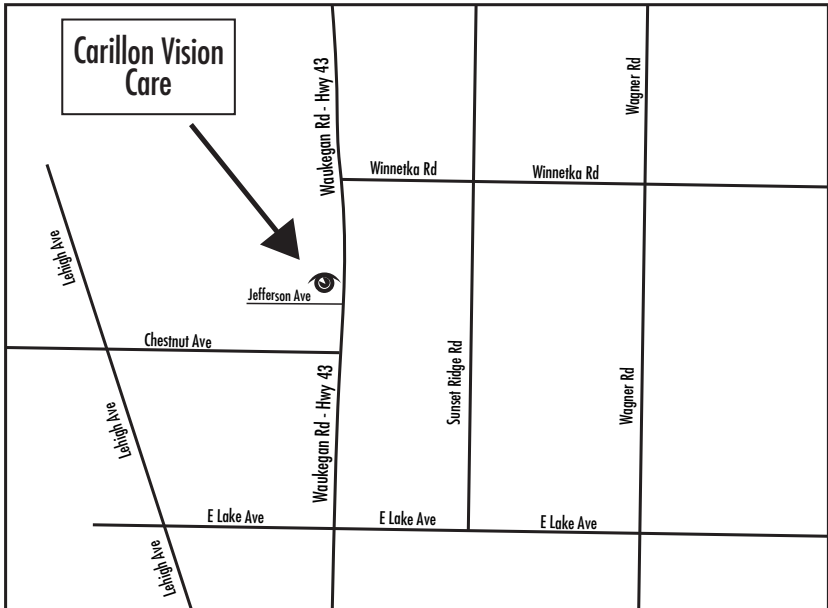 Carillon Vision
Care
Waukegan Rd - Hwy 43
Wagner Rd
Winnetka Rd
Winnetka Rd
Lehigh Ave
Jefferson Ave
Chestnut Ave
Sunset Ridge Rd
Wagner Rd
Waukegan Rd - Hwy 43
Lehigh Ave
E Lake Ave
E Lake Ave
E Lake Ave
Lehigh Ave